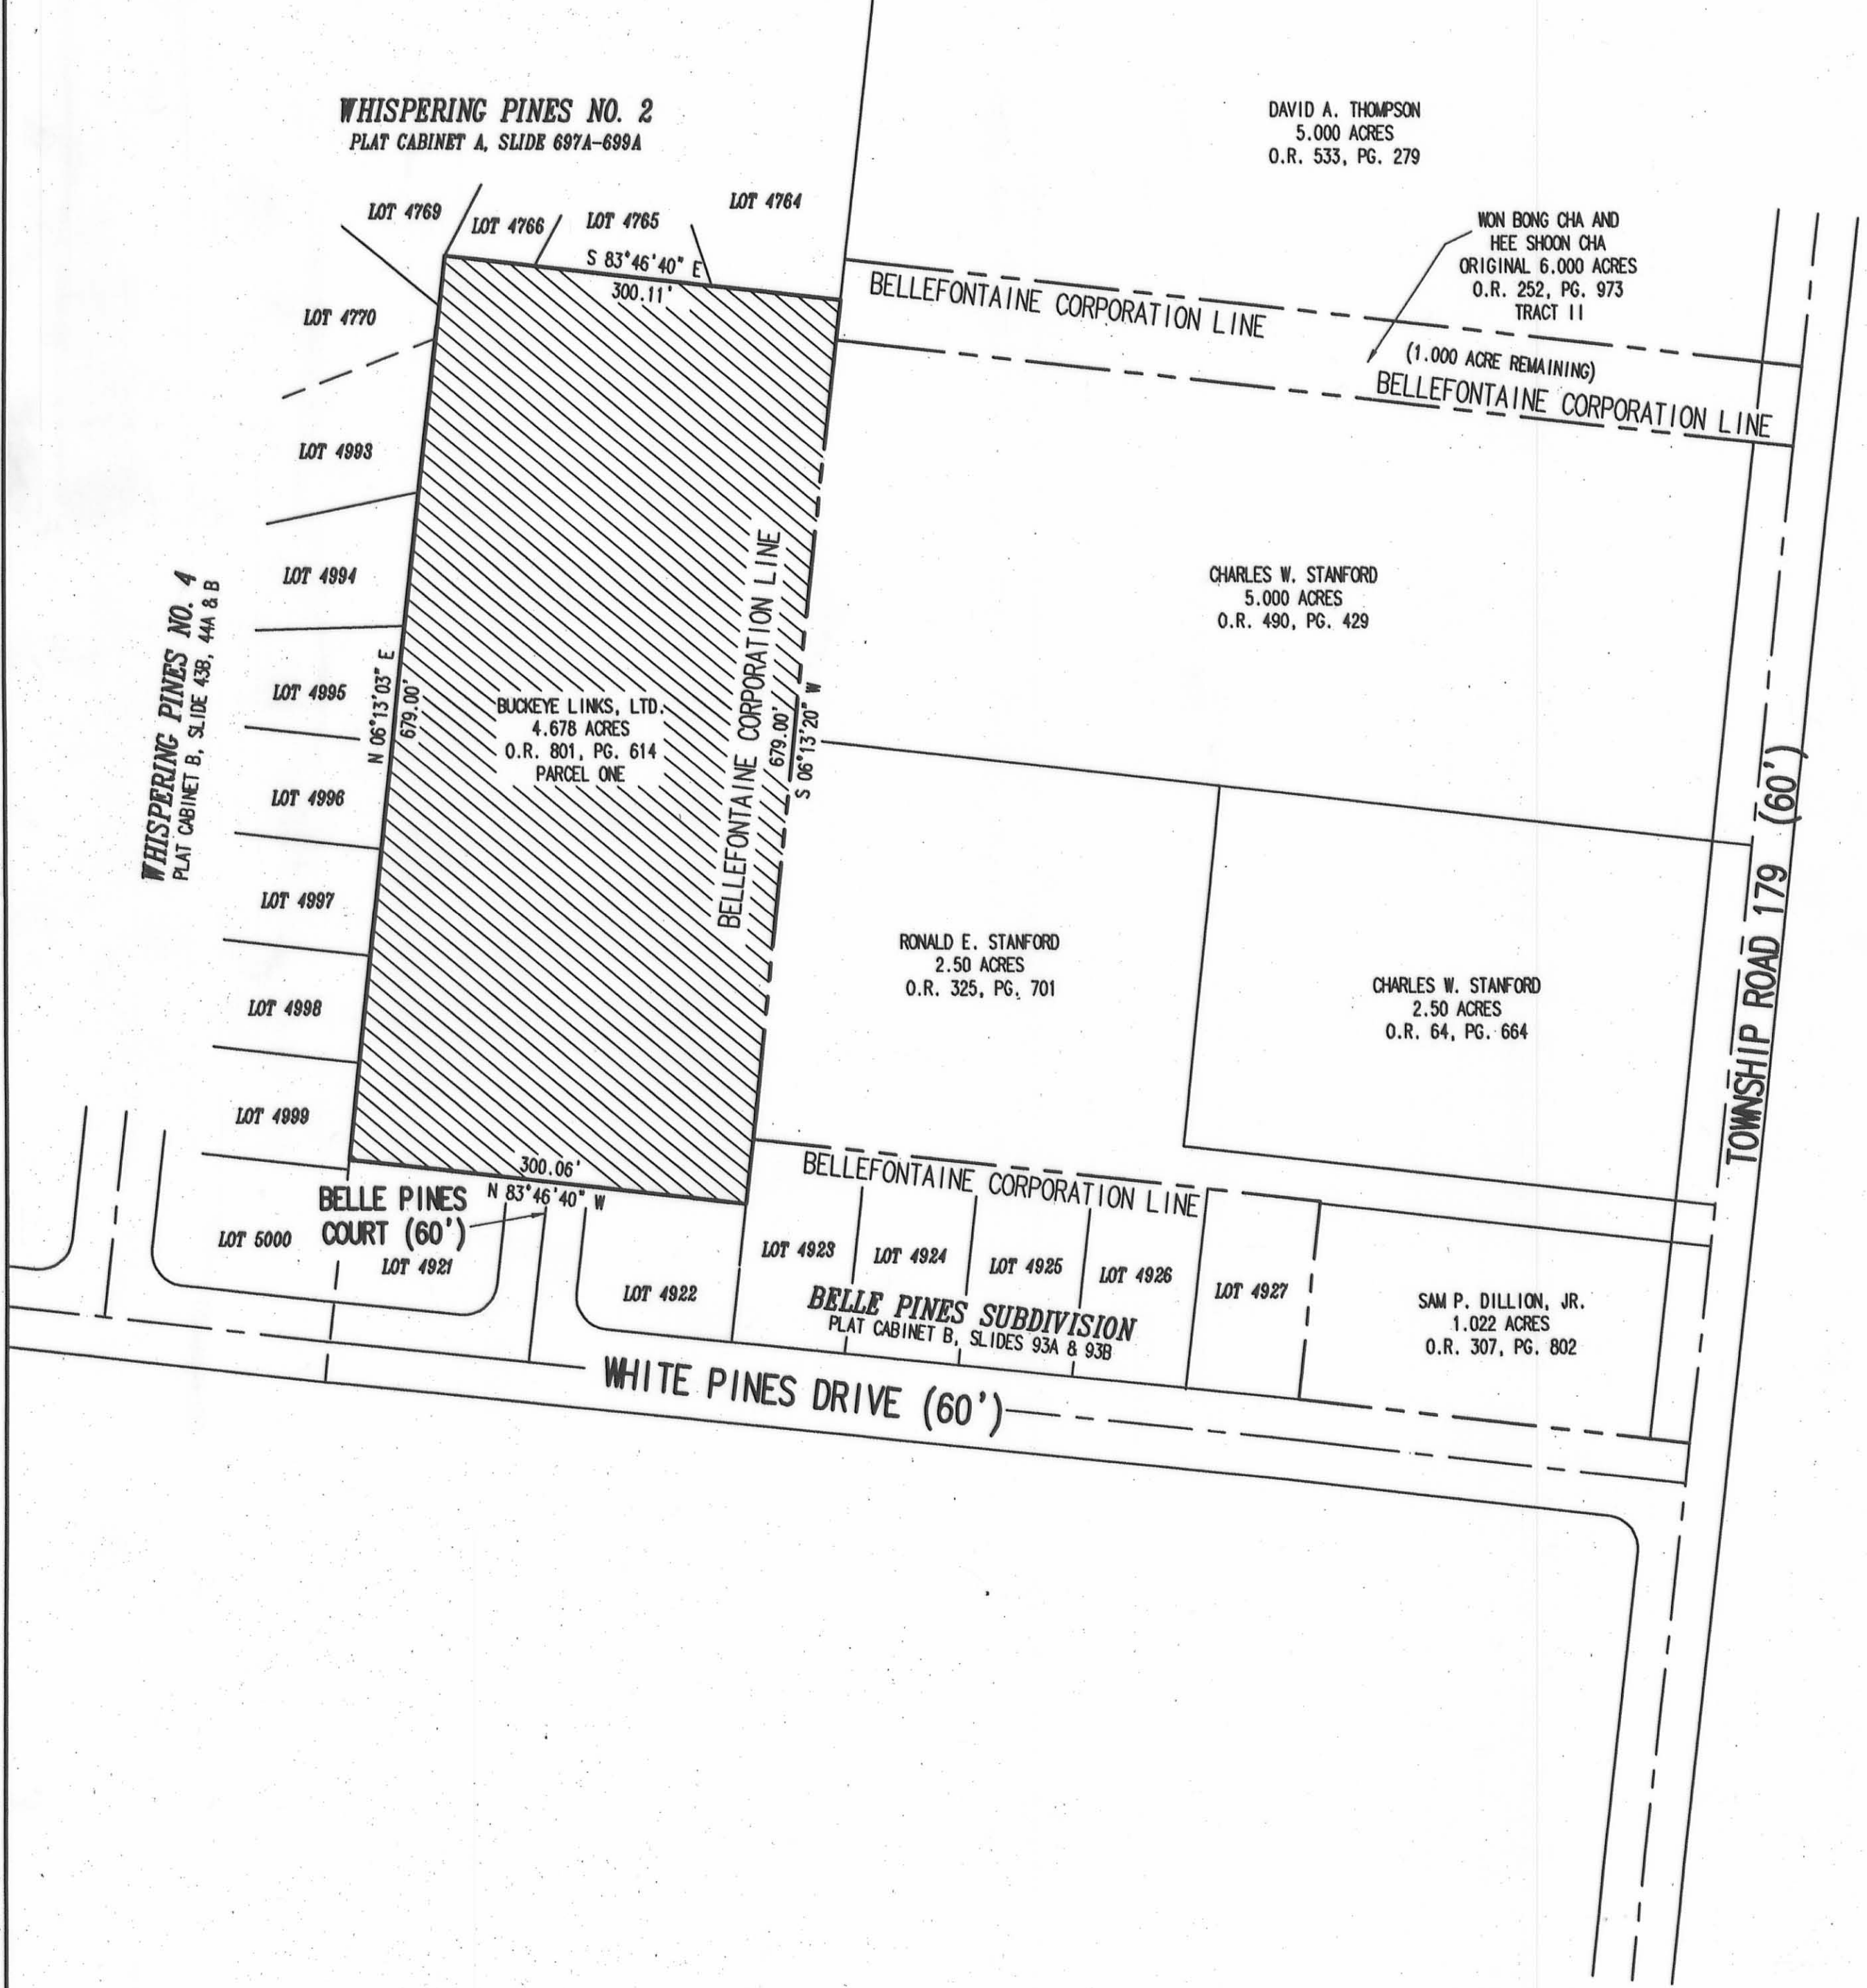 WHISPERING PINES NO. 2
PLAT CABINET A, SLIDE 697A-699A
DAVID A. THOMPSON
5.000 ACRES
O.R. 533, PG. 279
LOT 4769
LOT 4766
LOT 4765
LOT 4764
WON BONG CHA AND
HEE SHOON CHA
ORIGINAL 6.000 ACRES
O.R. 252, PG. 973
TRACT II
(1.000 ACRE REMAINING)
S 83°46'40" E
300.11'
BELLEFONTAINE CORPORATION LINE
BELLEFONTAINE CORPORATION LINE
LOT 4770
LOT 4993
LOT 4994
LOT 4995
LOT 4996
LOT 4997
LOT 4998
LOT 4999
WHISPERING PINES NO. 4
PLAT CABINET B, SLIDE 43B, 44A & B
N 06°13'03" E
679.00'
BUCKEYE LINKS, LTD.
4.678 ACRES
O.R. 801, PG. 614
PARCEL ONE
BELLEFONTAINE CORPORATION LINE
679.00'
S 06°13'20" W
CHARLES W. STANFORD
5.000 ACRES
O.R. 490, PG. 429
RONALD E. STANFORD
2.50 ACRES
O.R. 325, PG. 701
CHARLES W. STANFORD
2.50 ACRES
O.R. 64, PG. 664
TOWNSHIP ROAD 179 (60')
300.06'
N 83°46'40" W
BELLE PINES
COURT (60')
BELLEFONTAINE CORPORATION LINE
LOT 5000
LOT 4921
LOT 4922
LOT 4923
LOT 4924
LOT 4925
LOT 4926
LOT 4927
BELLE PINES SUBDIVISION
PLAT CABINET B, SLIDES 93A & 93B
SAM P. DILLION, JR.
1.022 ACRES
O.R. 307, PG. 802
WHITE PINES DRIVE (60')